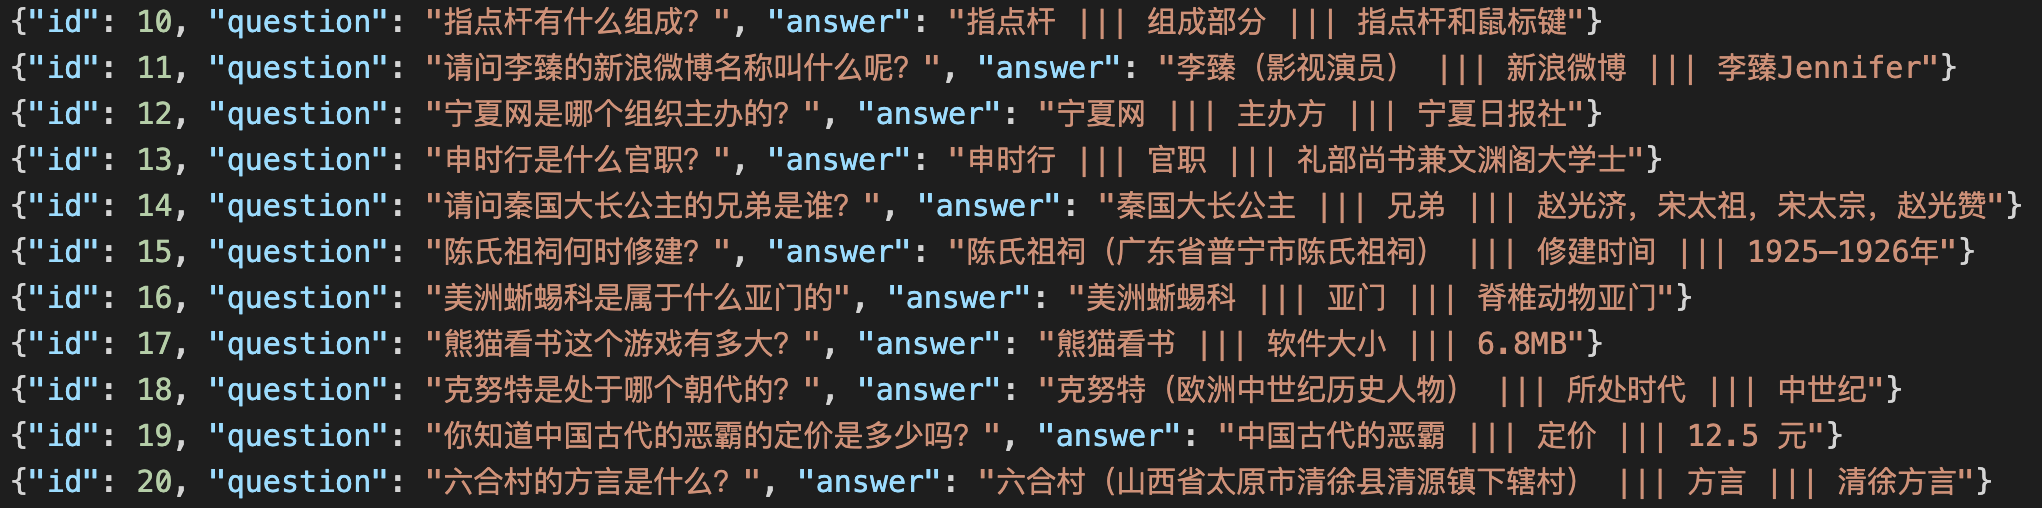 {"id": 10, "question": "指点杆有什么组成？", "answer": "指点杆 ||| 组成部分 ||| 指点杆和鼠标键"}
{"id": 11, "question": "请问李臻的新浪微博名称叫什么呢？", "answer": "李臻（影视演员） ||| 新浪微博 ||| 李臻Jennifer"}
{"id": 12, "question": "宁夏网是哪个组织主办的？", "answer": "宁夏网 ||| 主办方 ||| 宁夏日报社"}
{"id": 13, "question": "申时行是什么官职？", "answer": "申时行 ||| 官职 ||| 礼部尚书兼文渊阁大学士"}
{"id": 14, "question": "请问秦国大长公主的兄弟是谁？", "answer": "秦国大长公主 ||| 兄弟 ||| 赵光济，宋太祖，宋太宗，赵光赞"}
{"id": 15, "question": "陈氏祖祠何时修建？", "answer": "陈氏祖祠（广东省普宁市陈氏祖祠） ||| 修建时间 ||| 1925—1926年"}
{"id": 16, "question": "美洲蜥蜴科是属于什么亚门的", "answer": "美洲蜥蜴科 ||| 亚门 ||| 脊椎动物亚门"}
{"id": 17, "question": "熊猫看书这个游戏有多大？", "answer": "熊猫看书 ||| 软件大小 ||| 6.8MB"}
{"id": 18, "question": "克努特是处于哪个朝代的？", "answer": "克努特（欧洲中世纪历史人物） ||| 所处时代 ||| 中世纪"}
{"id": 19, "question": "你知道中国古代的恶霸的定价是多少吗？", "answer": "中国古代的恶霸 ||| 定价 ||| 12.5 元"}
{"id": 20, "question": "六合村的方言是什么？", "answer": "六合村（山西省太原市清徐县清源镇下辖村） ||| 方言 ||| 清徐方言"}